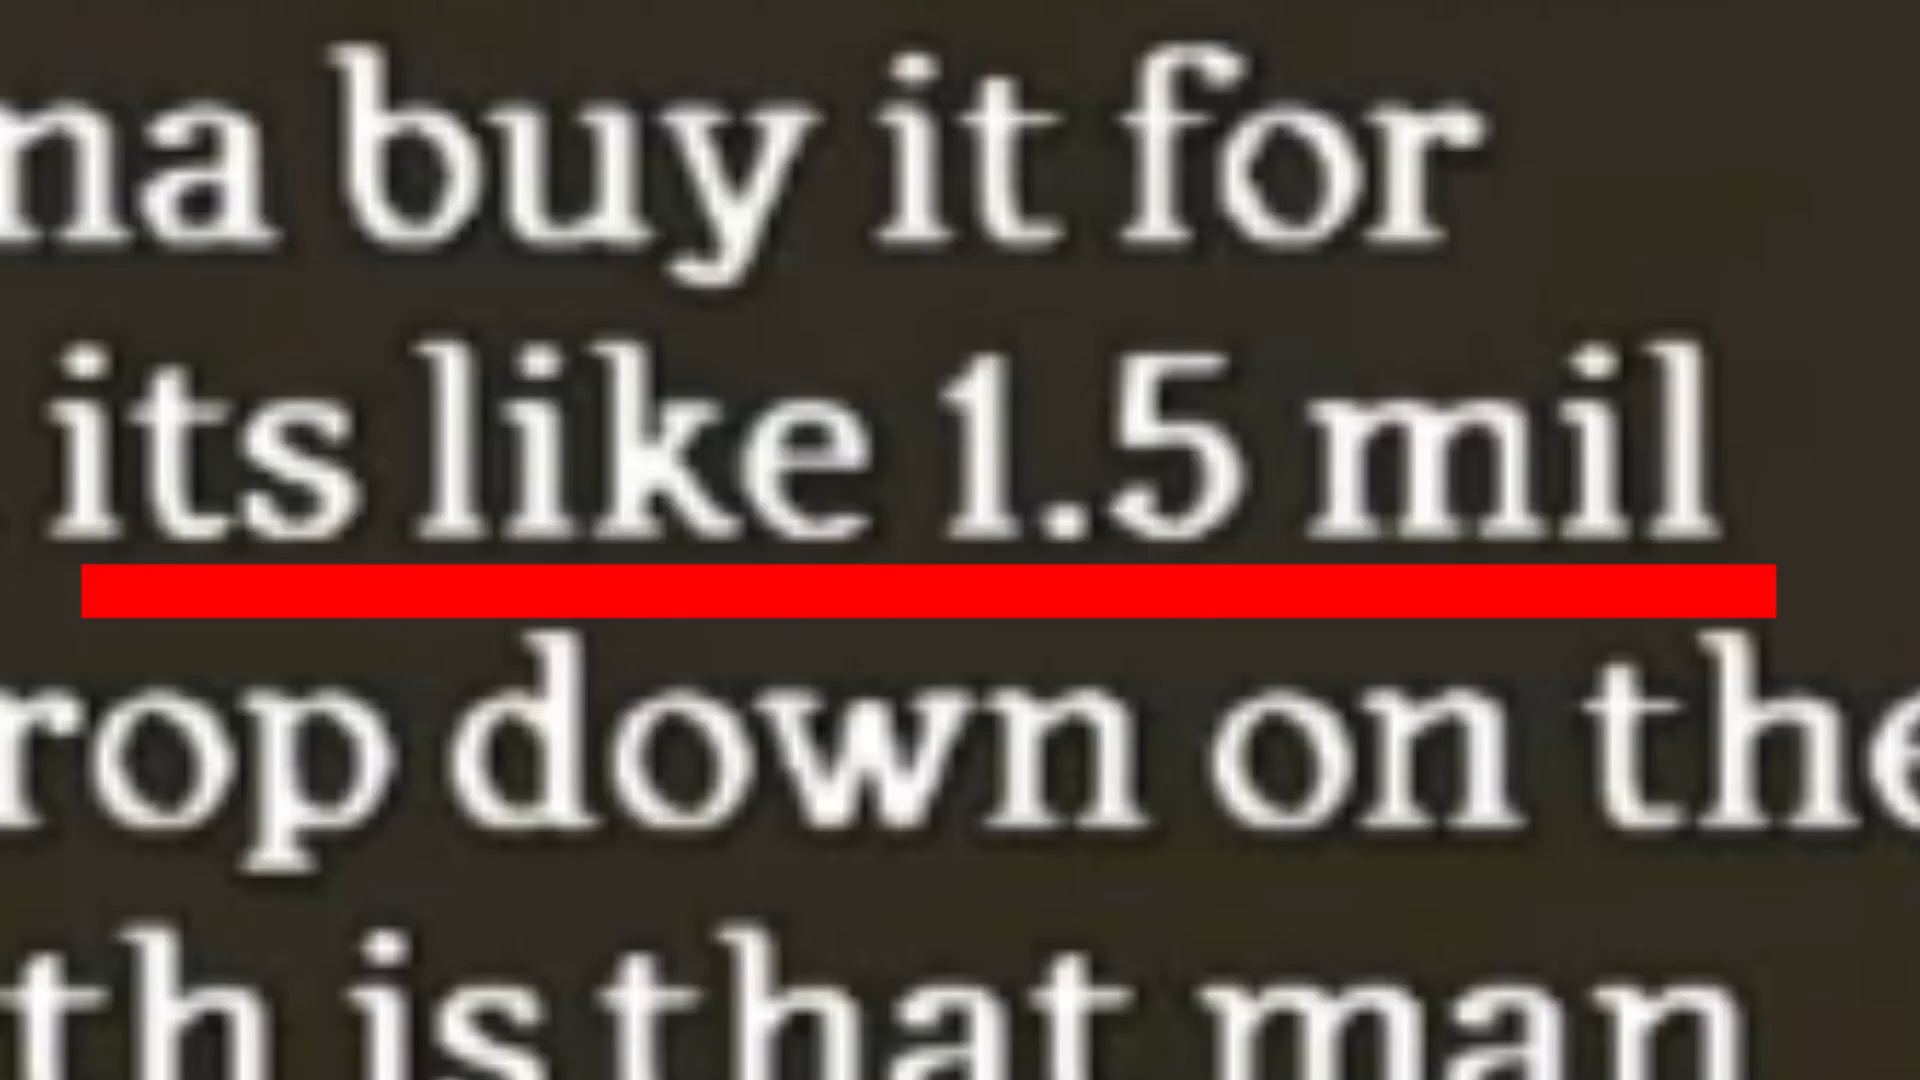 na buy it for
its like 1.5 mil
rop down on the
th is that man